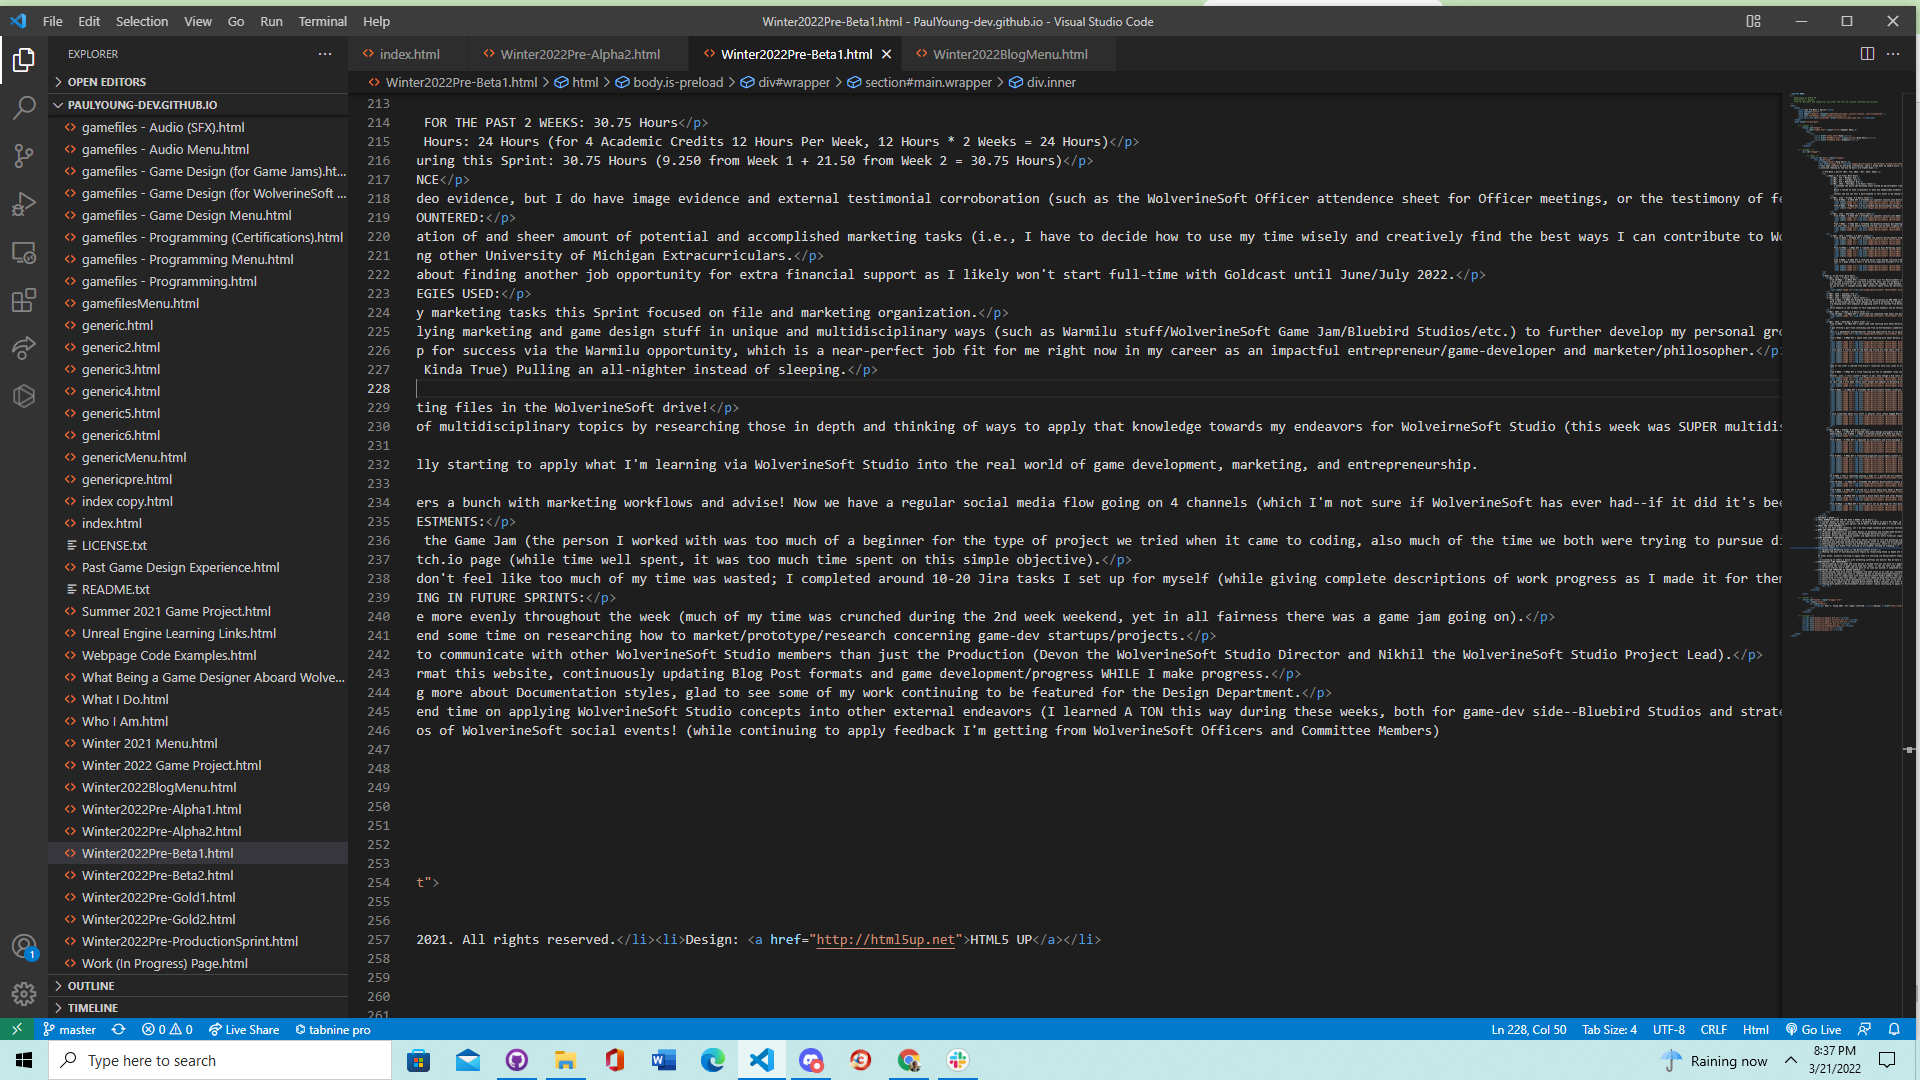 File Edit Selection View Go Run Terminal Help
Winter2022Pre-Beta1.html - PaulYoung-dev.github.io - Visual Studio Code
EXPLORER
index.html
Winter2022Pre-Alpha2.html
Winter2022Pre-Beta1.html
Winter2022BlogMenu.html
OPEN EDITORS
Winter2022Pre-Beta1.html > html > body.is-preload > div#wrapper > section#main.wrapper > div.inner
PAULYOUNG-DEV.GITHUB.IO
gamefiles - Audio (SFX).html
gamefiles - Audio Menu.html
gamefiles - Game Design (for Game Jams).ht...
gamefiles - Game Design (for WolverineSoft ...
gamefiles - Game Design Menu.html
gamefiles - Programming (Certifications).html
gamefiles - Programming Menu.html
gamefiles - Programming.html
gamefilesMenu.html
generic.html
generic2.html
generic3.html
generic4.html
generic5.html
generic6.html
genericMenu.html
genericpre.html
index copy.html
index.html
LICENSE.txt
Past Game Design Experience.html
README.txt
Summer 2021 Game Project.html
Unreal Engine Learning Links.html
Webpage Code Examples.html
What Being a Game Designer Aboard Wolve...
What I Do.html
Who I Am.html
Winter 2021 Menu.html
Winter 2022 Game Project.html
Winter2022BlogMenu.html
Winter2022Pre-Alpha1.html
Winter2022Pre-Alpha2.html
Winter2022Pre-Beta1.html
Winter2022Pre-Beta2.html
Winter2022Pre-Gold1.html
Winter2022Pre-Gold2.html
Winter2022Pre-ProductionSprint.html
Work (In Progress) Page.html
OUTLINE
TIMELINE
213
214 FOR THE PAST 2 WEEKS: 30.75 Hours</p>
215 Hours: 24 Hours (for 4 Academic Credits 12 Hours Per Week, 12 Hours * 2 Weeks = 24 Hours)</p>
216 uring this Sprint: 30.75 Hours (9.250 from Week 1 + 21.50 from Week 2 = 30.75 Hours)</p>
217 NCE</p>
218 deo evidence, but I do have image evidence and external testimonial corroboration (such as the WolverineSoft Officer attendence sheet for Officer meetings, or the testimony of fe
219 OUNTERED:</p>
220 ation of and sheer amount of potential and accomplished marketing tasks (i.e., I have to decide how to use my time wisely and creatively find the best ways I can contribute to Wo
221 ng other University of Michigan Extracurriculars.</p>
222 about finding another job opportunity for extra financial support as I likely won't start full-time with Goldcast until June/July 2022.</p>
223 EGIES USED:</p>
224 y marketing tasks this Sprint focused on file and marketing organization.</p>
225 lying marketing and game design stuff in unique and multidisciplinary ways (such as Warmilu stuff/WolverineSoft Game Jam/Bluebird Studios/etc.) to further develop my personal gro
226 p for success via the Warmilu opportunity, which is a near-perfect job fit for me right now in my career as an impactful entrepreneur/game-developer and marketer/philosopher.</p>
227 Kinda True) Pulling an all-nighter instead of sleeping.</p>
228
229 ting files in the WolverineSoft drive!</p>
230 of multidisciplinary topics by researching those in depth and thinking of ways to apply that knowledge towards my endeavors for WolveirneSoft Studio (this week was SUPER multidis
231
232 lly starting to apply what I'm learning via WolverineSoft Studio into the real world of game development, marketing, and entrepreneurship.
233
234 ers a bunch with marketing workflows and advise! Now we have a regular social media flow going on 4 channels (which I'm not sure if WolverineSoft has ever had--if it did it's bee
235 ESTMENTS:</p>
236 the Game Jam (the person I worked with was too much of a beginner for the type of project we tried when it came to coding, also much of the time we both were trying to pursue di
237 tch.io page (while time well spent, it was too much time spent on this simple objective).</p>
238 don't feel like too much of my time was wasted; I completed around 10-20 Jira tasks I set up for myself (while giving complete descriptions of work progress as I made it for them
239 ING IN FUTURE SPRINTS:</p>
240 e more evenly throughout the week (much of my time was crunched during the 2nd week weekend, yet in all fairness there was a game jam going on).</p>
241 end some time on researching how to market/prototype/research concerning game-dev startups/projects.</p>
242 to communicate with other WolverineSoft Studio members than just the Production (Devon the WolverineSoft Studio Director and Nikhil the WolverineSoft Studio Project Lead).</p>
243 rmat this website, continuously updating Blog Post formats and game development/progress WHILE I make progress.</p>
244 g more about Documentation styles, glad to see some of my work continuing to be featured for the Design Department.</p>
245 end time on applying WolverineSoft Studio concepts into other external endeavors (I learned A TON this way during these weeks, both for game-dev side--Bluebird Studios and strate
246 os of WolverineSoft social events! (while continuing to apply feedback I'm getting from WolverineSoft Officers and Committee Members)
247
248
249
250
251
252
253
254 t">
255
256
257 2021. All rights reserved.</li><li>Design: <a href="http://html5up.net">HTML5 UP</a></li>
258
259
260
261
1
master 0 0 Live Share tabnine pro
Ln 228, Col 50 Tab Size: 4 UTF-8 CRLF Html Go Live
Type here to search
Raining now
8:37 PM
3/21/2022